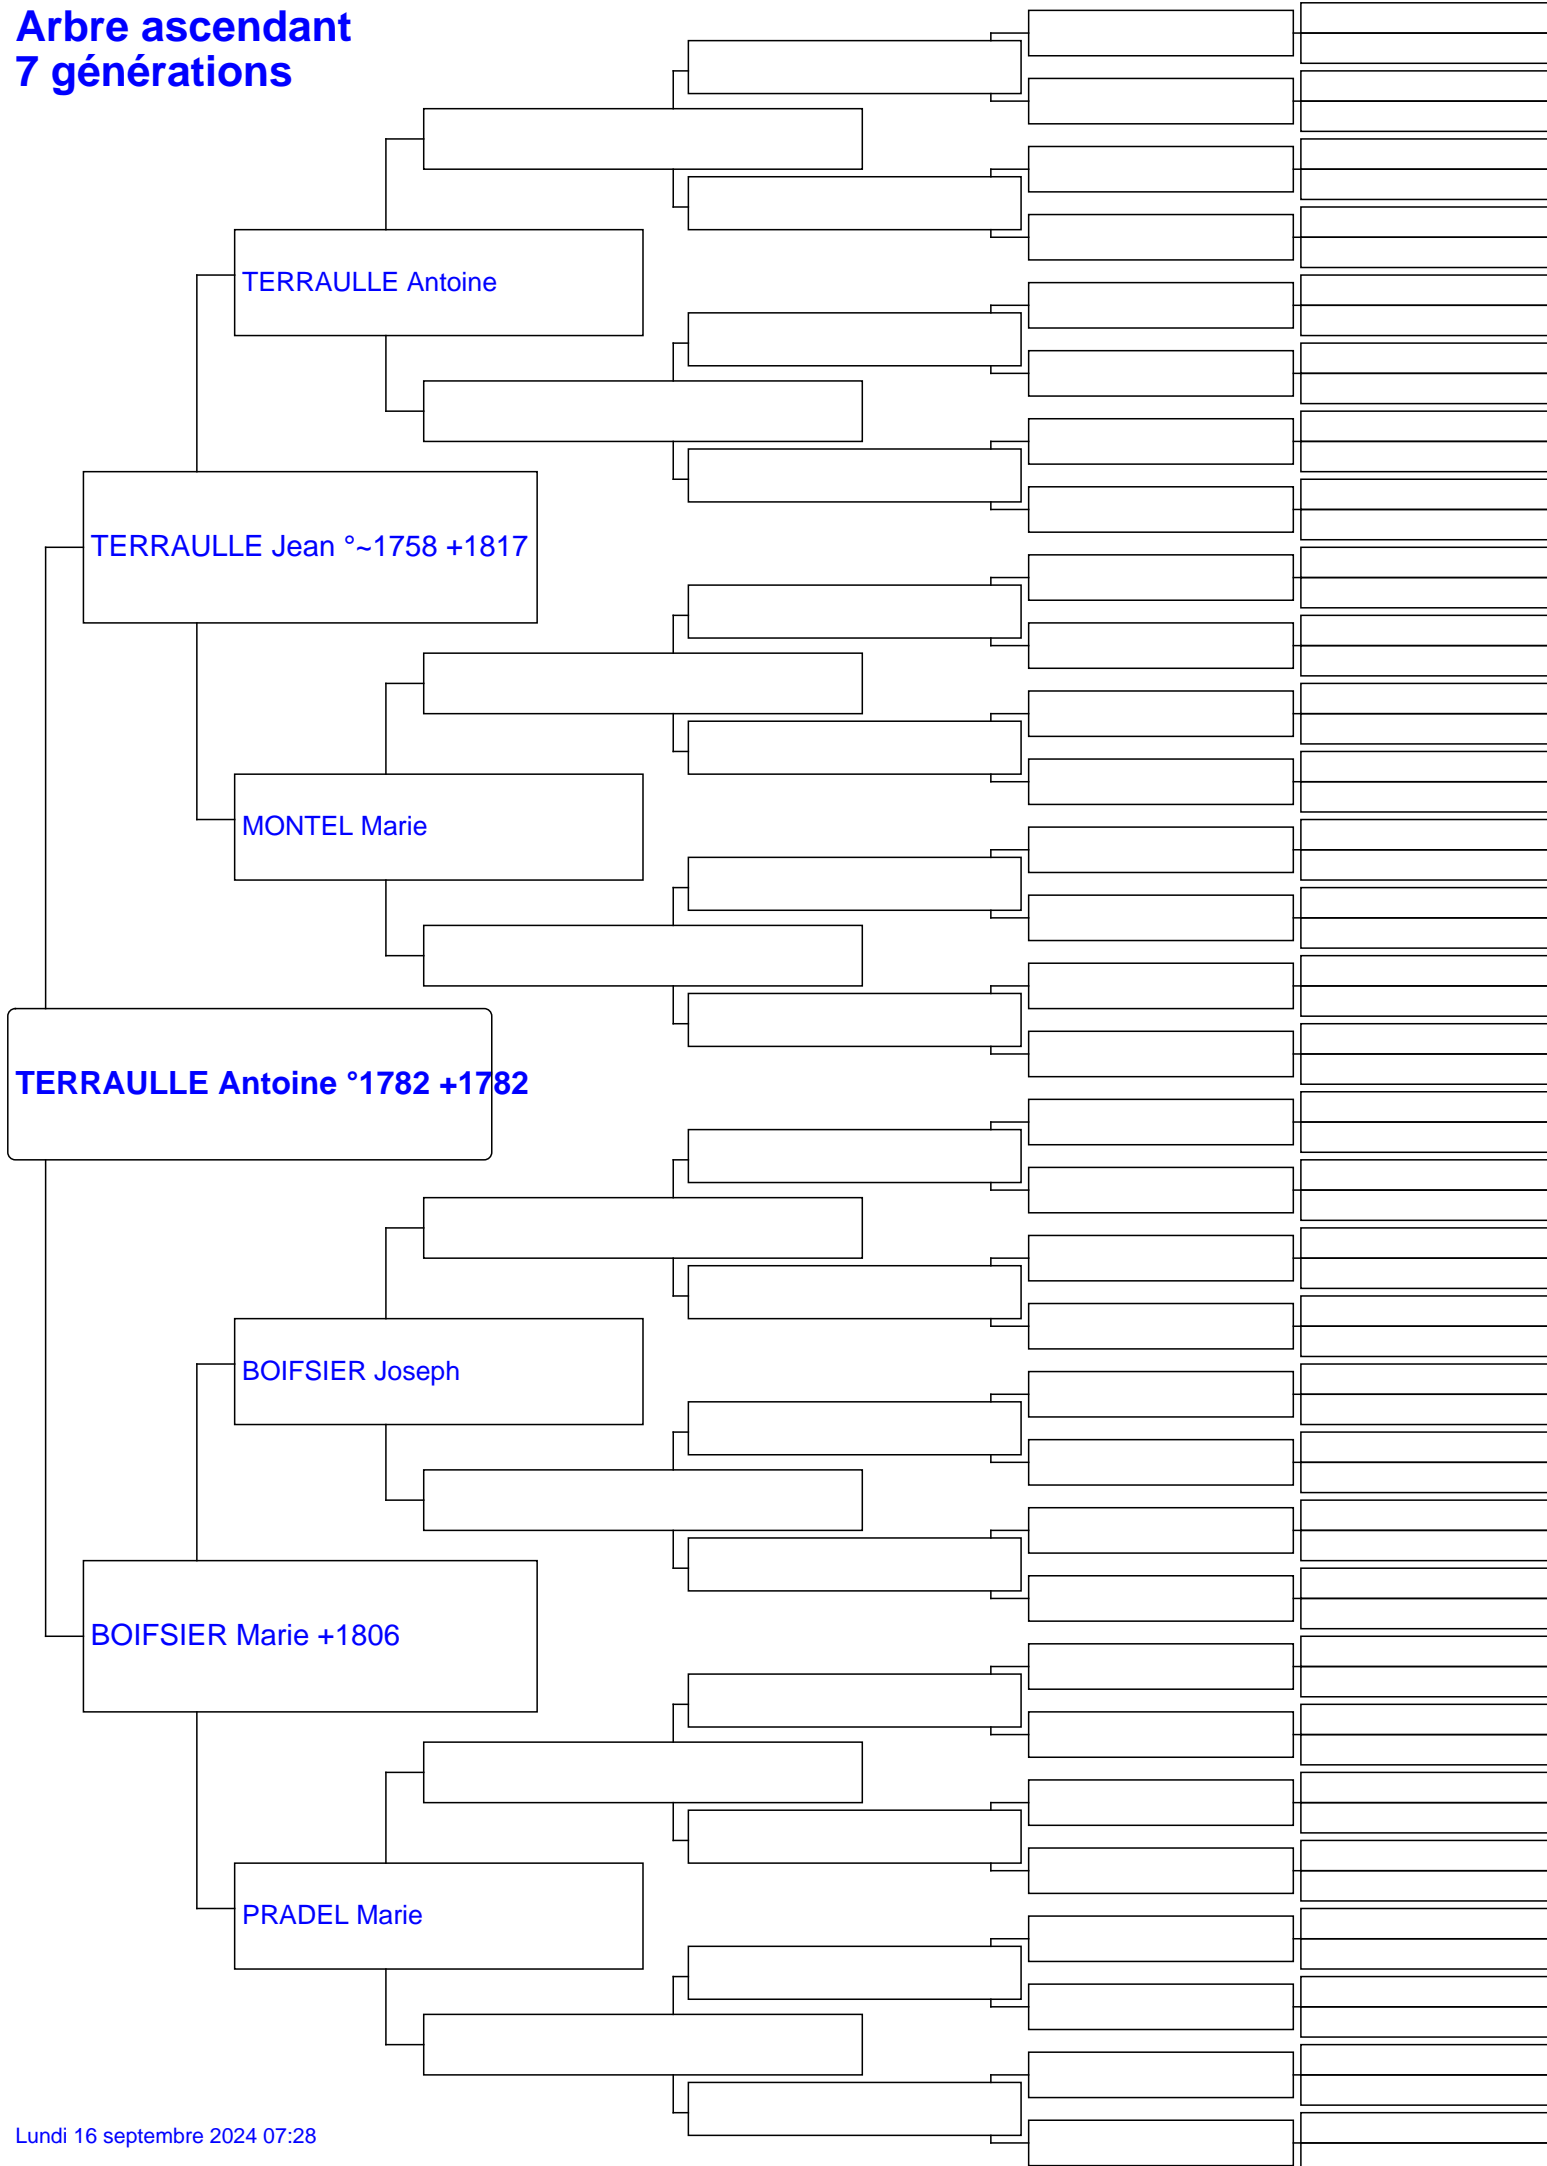 Arbre ascendant
7 générations
TERRAULLE Antoine
TERRAULLE Jean °~1758 +1817
MONTEL Marie
TERRAULLE Antoine °1782 +1782
BOIFSIER Joseph
BOIFSIER Marie +1806
PRADEL Marie
Lundi 16 septembre 2024 07:28